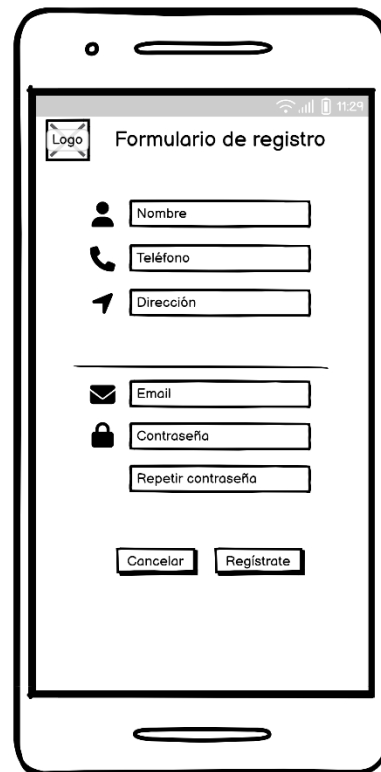 11:29
Logo
Formulario de registro
Nombre
Teléfono
Dirección
Email
Contraseña
Repetir contraseña
Cancelar
Regístrate